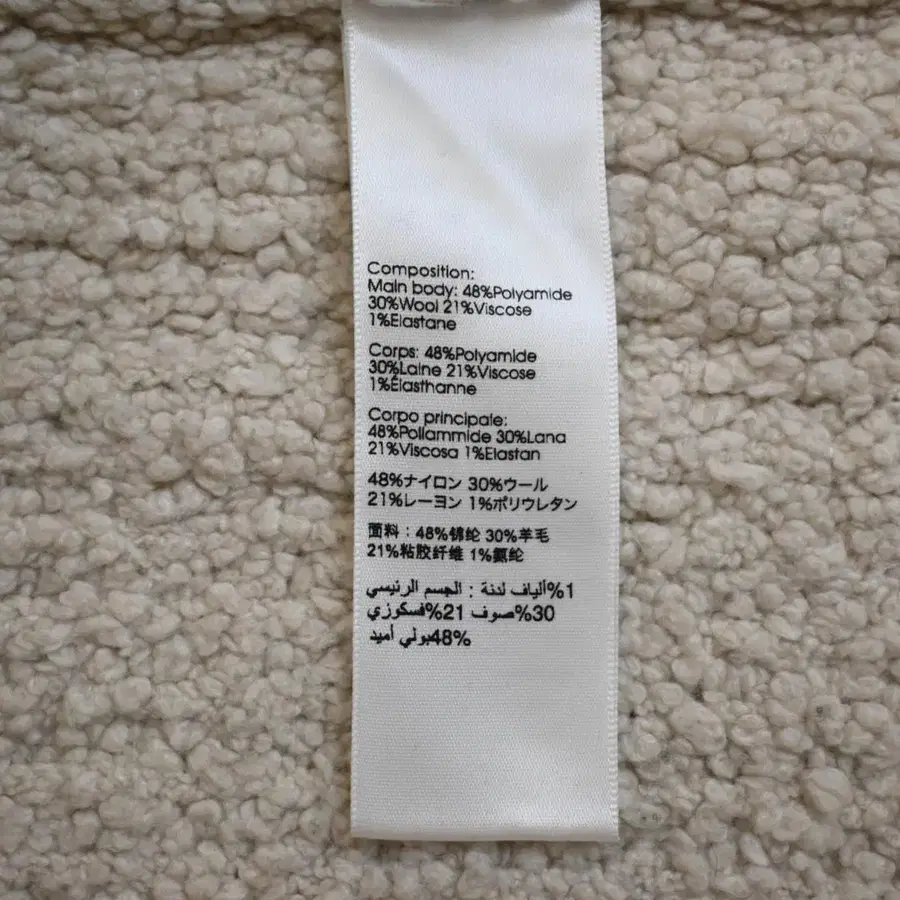 Composition:
Main body: 48%Polyamide
30%Wool 21%Viscose
1%Elastane
Corps: 48%Polyamide
30%Laine 21%Viscose
1%Élasthanne
Corpo principale:
48%Poliammide 30%Lana
21%Viscosa 1%Elastan
48%ナイロン 30%ウール
21%レーヨン 1%ポリウレタン
面料：48%锦纶 30%羊毛
21%粘胶纤维 1%氨纶
الجسم الرئيسي : ألياف لدنة%1
فسكوزي%21 صوف%30
بولي أميد%48